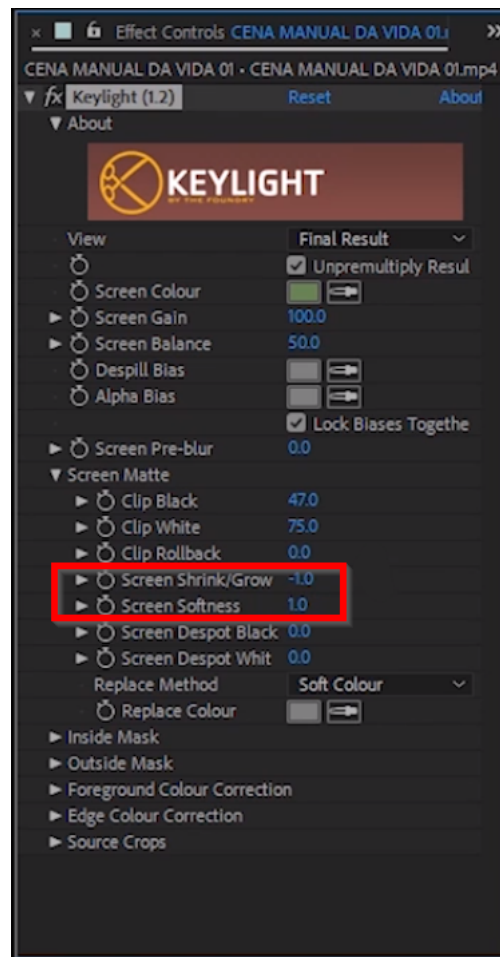 Effect Controls CENA MANUAL DA VIDA 01.
CENA MANUAL DA VIDA 01 • CENA MANUAL DA VIDA 01.mp4
fx Keylight (1.2) Reset About
About
KEYLIGHT
BY THE FOUNDRY
View Final Result
Unpremultiply Resul
Screen Colour
Screen Gain 100.0
Screen Balance 50.0
Despill Bias
Alpha Bias
Lock Biases Togethe
Screen Pre-blur 0.0
Screen Matte
Clip Black 47.0
Clip White 75.0
Clip Rollback 0.0
Screen Shrink/Grow -1.0
Screen Softness 1.0
Screen Despot Black 0.0
Screen Despot Whit 0.0
Replace Method Soft Colour
Replace Colour
Inside Mask
Outside Mask
Foreground Colour Correction
Edge Colour Correction
Source Crops